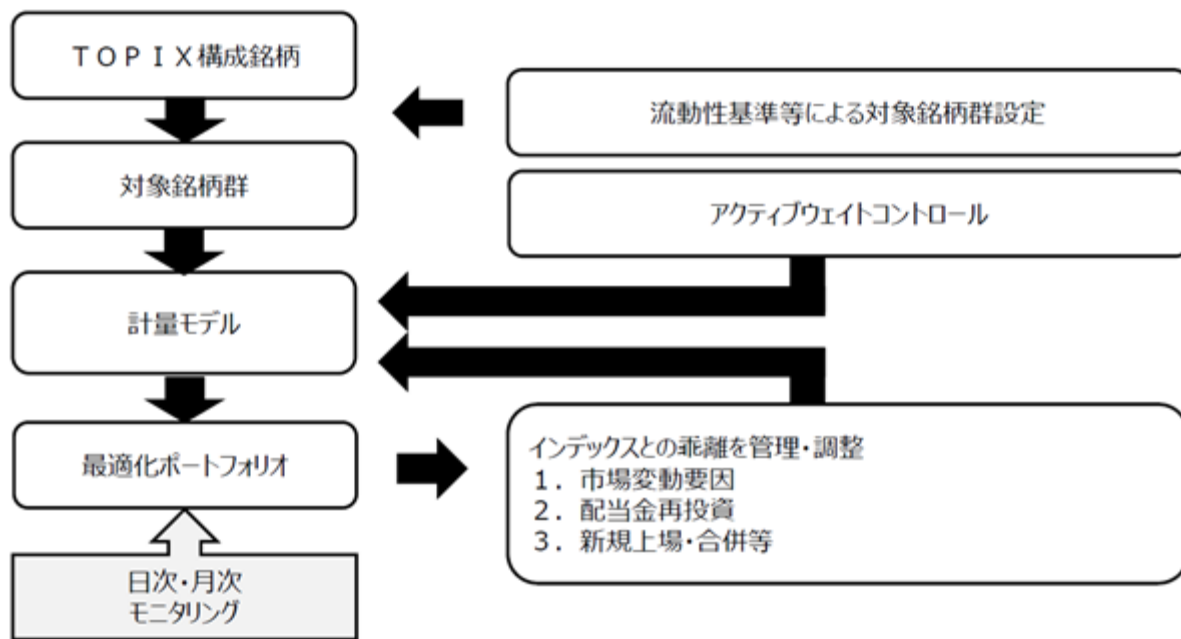 ＴＯＰＩＸ構成銘柄
流動性基準等による対象銘柄群設定
対象銘柄群
アクティブウェイトコントロール
計量モデル
最適化ポートフォリオ
インデックスとの乖離を管理・調整
１．市場変動要因
２．配当金再投資
３．新規上場・合併等
日次・月次
モニタリング